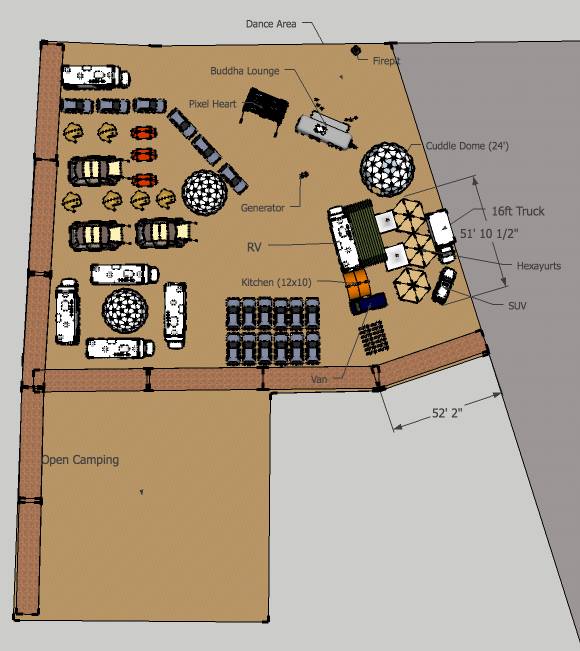 Dance Area
Firepit
Buddha Lounge
Pixel Heart
Cuddle Dome (24')
Generator
16ft Truck
51' 10 1/2"
RV
Hexayurts
Kitchen (12x10)
SUV
Van
52' 2"
Open Camping